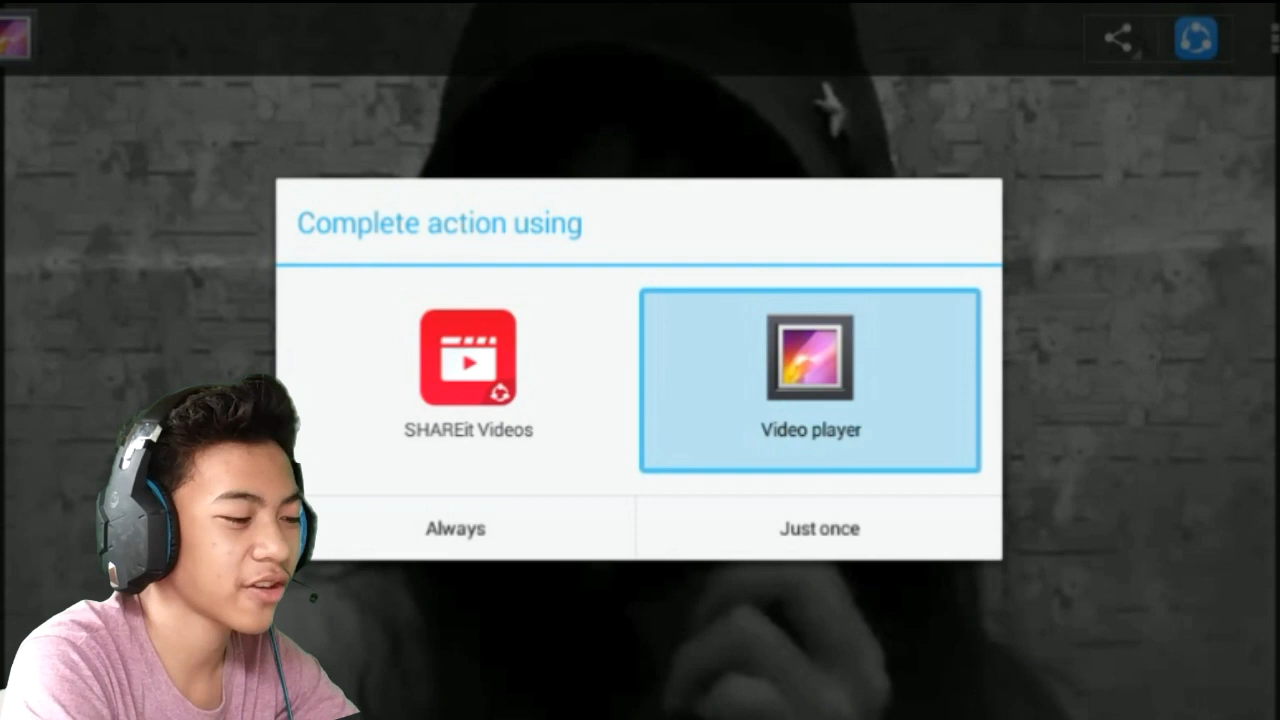 Complete action using
SHAREit Videos
Video player
Always
Just once